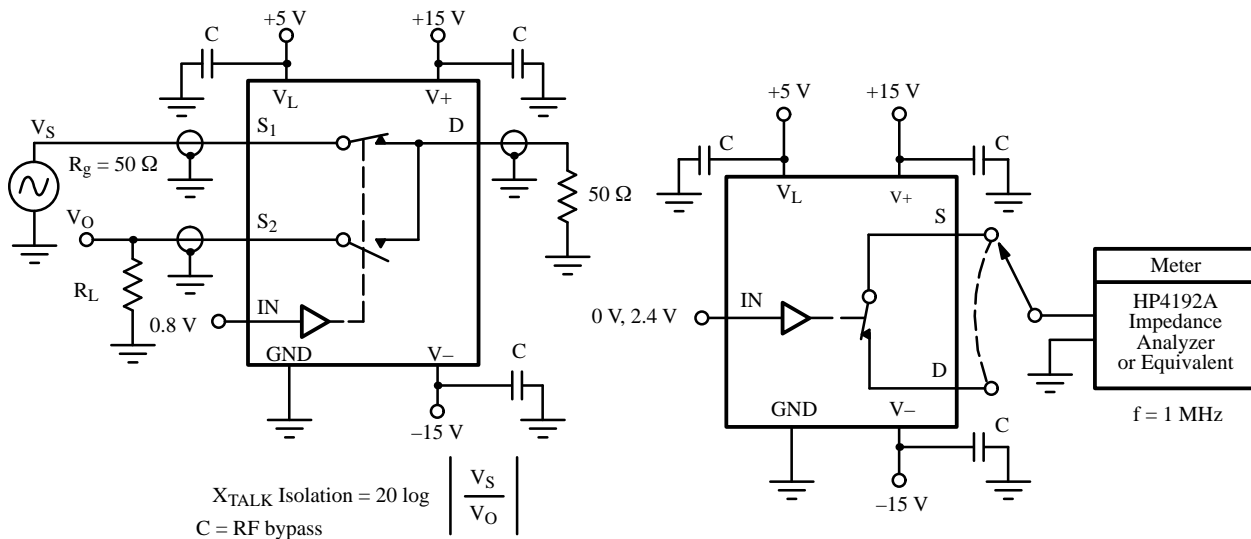 +5 V
+15 V
C
C
VL
V+
VS
S1
D
Rg = 50 Ω
50 Ω
VO
S2
RL
IN
0.8 V
GND
V–
C
–15 V
XTALK Isolation = 20 log | VS / VO |
C = RF bypass
+5 V
+15 V
C
C
VL
V+
S
Meter
IN
0 V, 2.4 V
HP4192A
Impedance
Analyzer
or Equivalent
D
GND
V–
f = 1 MHz
C
–15 V